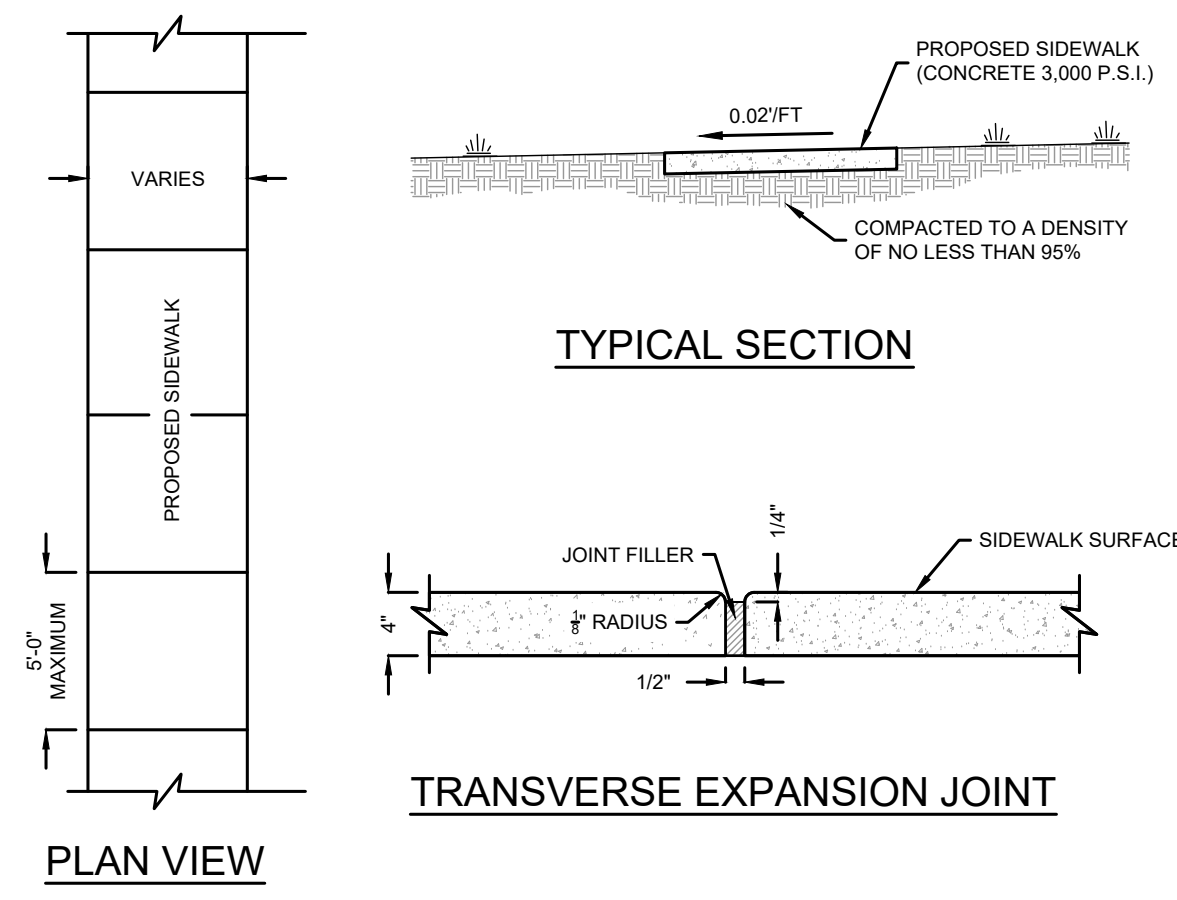 VARIES
PROPOSED SIDEWALK
5'-0"
MAXIMUM
PLAN VIEW
PROPOSED SIDEWALK
(CONCRETE 3,000 P.S.I.)
0.02'/FT
COMPACTED TO A DENSITY
OF NO LESS THAN 95%
TYPICAL SECTION
1/4"
SIDEWALK SURFACE
JOINT FILLER
4"
1/8" RADIUS
1/2"
TRANSVERSE EXPANSION JOINT